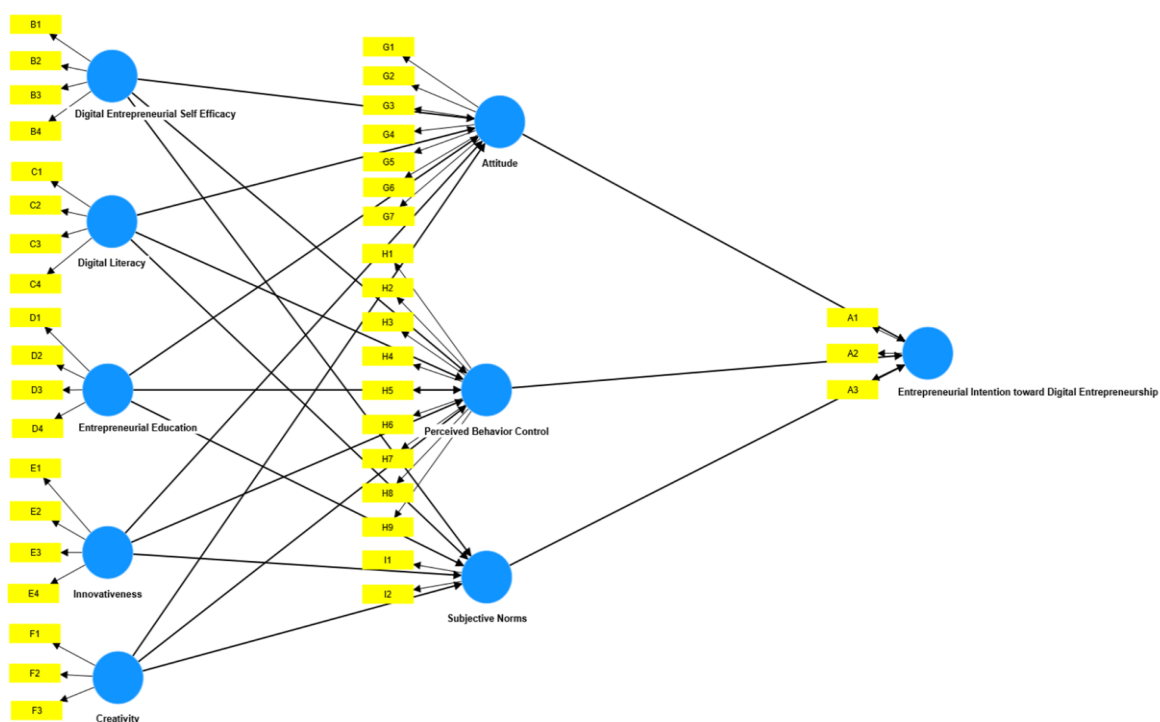 B1
B2
B3
B4
Digital Entrepreneurial Self Efficacy
C1
C2
C3
C4
Digital Literacy
D1
D2
D3
D4
Entrepreneurial Education
E1
E2
E3
E4
Innovativeness
F1
F2
F3
Creativity
G1
G2
G3
G4
G5
G6
G7
Attitude
H1
H2
H3
H4
H5
H6
H7
H8
H9
Perceived Behavior Control
I1
I2
Subjective Norms
A1
A2
A3
Entrepreneurial Intention toward Digital Entrepreneurship